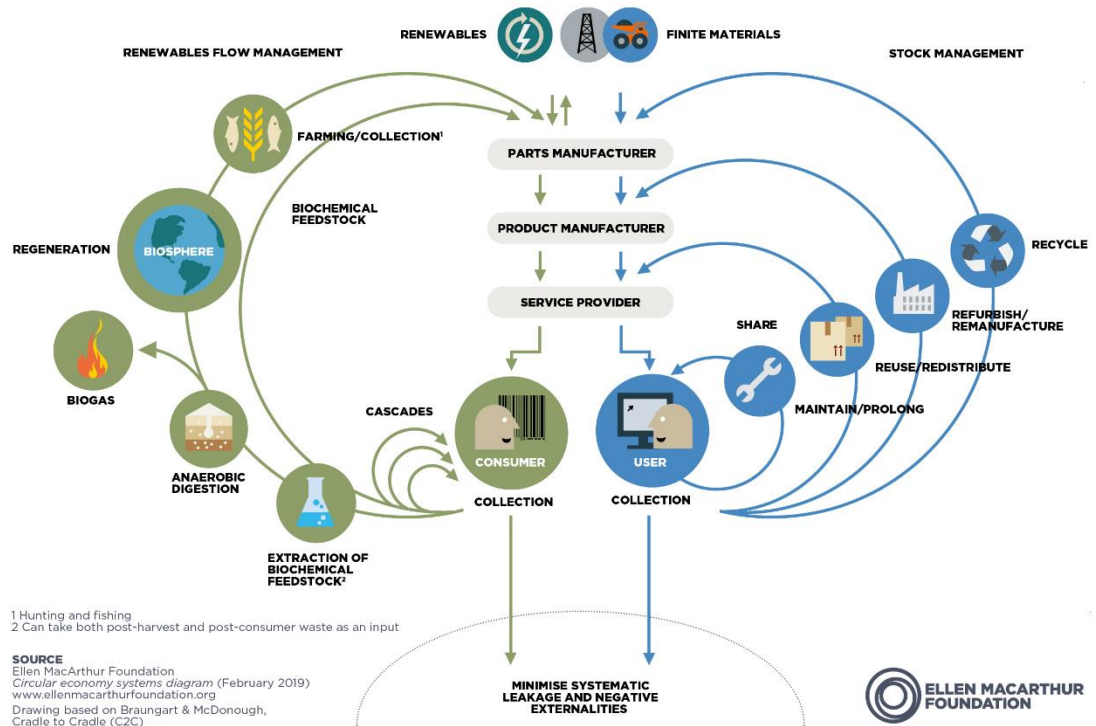 RENEWABLES
FINITE MATERIALS
RENEWABLES FLOW MANAGEMENT
STOCK MANAGEMENT
FARMING/COLLECTION¹
PARTS MANUFACTURER
BIOCHEMICAL
FEEDSTOCK
PRODUCT MANUFACTURER
REGENERATION
BIOSPHERE
RECYCLE
SERVICE PROVIDER
SHARE
REFURBISH/
REMANUFACTURE
REUSE/REDISTRIBUTE
BIOGAS
MAINTAIN/PROLONG
CASCADES
CONSUMER
USER
ANAEROBIC
DIGESTION
COLLECTION
COLLECTION
EXTRACTION OF
BIOCHEMICAL
FEEDSTOCK²
1 Hunting and fishing
2 Can take both post-harvest and post-consumer waste as an input
SOURCE
Ellen MacArthur Foundation
Circular economy systems diagram (February 2019)
www.ellenmacarthurfoundation.org
Drawing based on Braungart & McDonough,
Cradle to Cradle (C2C)
MINIMISE SYSTEMATIC
LEAKAGE AND NEGATIVE
EXTERNALITIES
ELLEN MACARTHUR
FOUNDATION